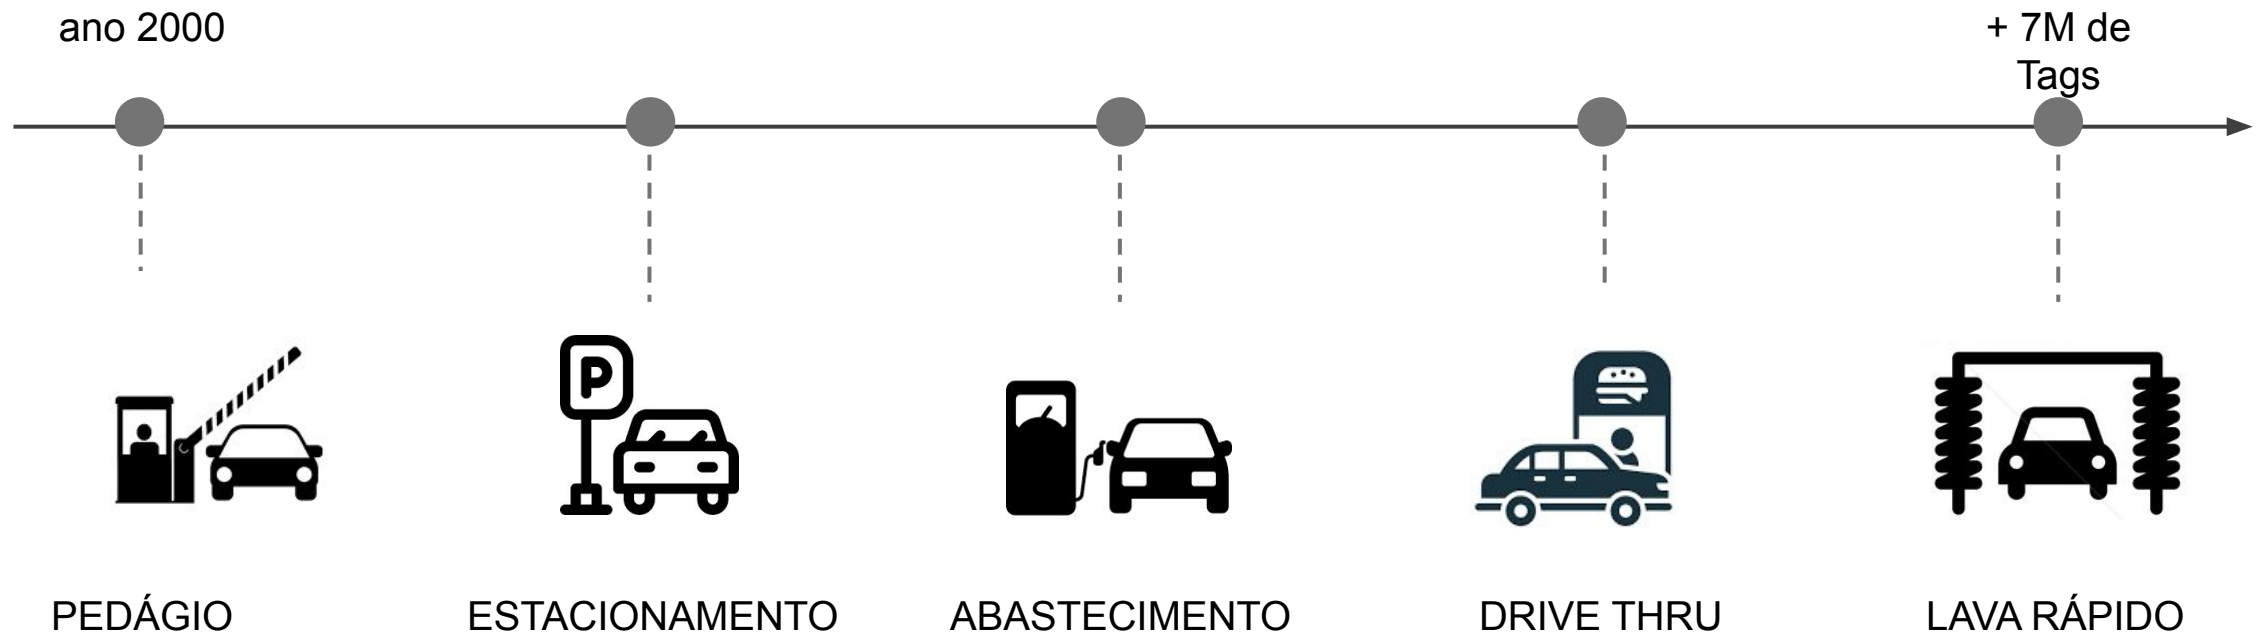 ano 2000
+ 7M de
Tags
P
PEDÁGIO
ESTACIONAMENTO
ABASTECIMENTO
DRIVE THRU
LAVA RÁPIDO